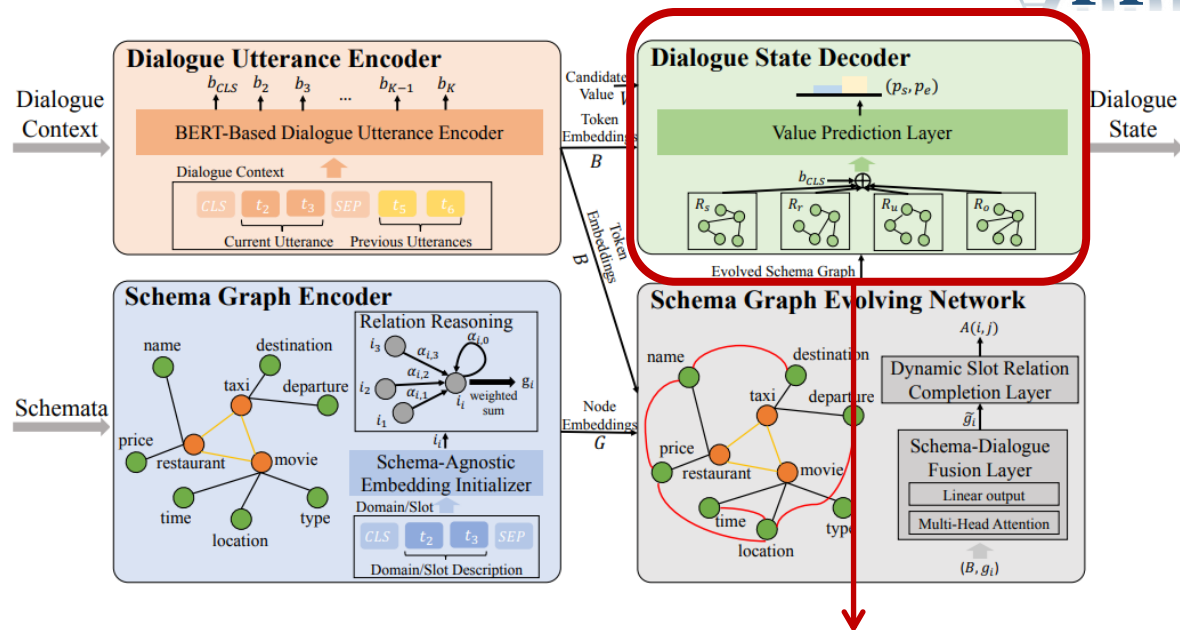 Dialogue Utterance Encoder
b_CLS b_2 b_3 ... b_{K-1} b_K
BERT-Based Dialogue Utterance Encoder
Dialogue Context
CLS t_2 t_3 SEP t_5 t_6
Current Utterance Previous Utterances
Dialogue
Context
Candidate
Value V
Token
Embeddings
B
Token
Embeddings
B
Dialogue State Decoder
(p_s, p_e)
Value Prediction Layer
b_CLS
R_s R_r R_u R_o
Dialogue
State
Evolved Schema Graph
Schemata
Schema Graph Encoder
name
destination
taxi
departure
price
restaurant
movie
time
type
location
Relation Reasoning
i_3 α_{i,3} α_{i,0}
i_2 α_{i,2}
α_{i,1} i_i g_i
i_1
weighted
sum
i_i
Schema-Agnostic
Embedding Initializer
Domain/Slot
CLS t_2 t_3 SEP
Domain/Slot Description
Node
Embeddings
G
Schema Graph Evolving Network
name
destination
taxi
departure
price
restaurant
movie
time
type
location
A(i, j)
Dynamic Slot Relation
Completion Layer
g̃_i
Schema-Dialogue
Fusion Layer
Linear output
Multi-Head Attention
(B, g_i)